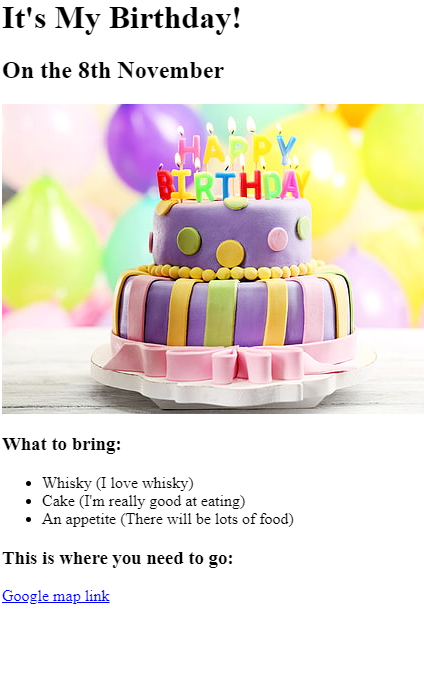 It's My Birthday!
On the 8th November
HAPPY
BIRTHDAY
What to bring:
Whisky (I love whisky)
Cake (I'm really good at eating)
An appetite (There will be lots of food)
This is where you need to go:
Google map link